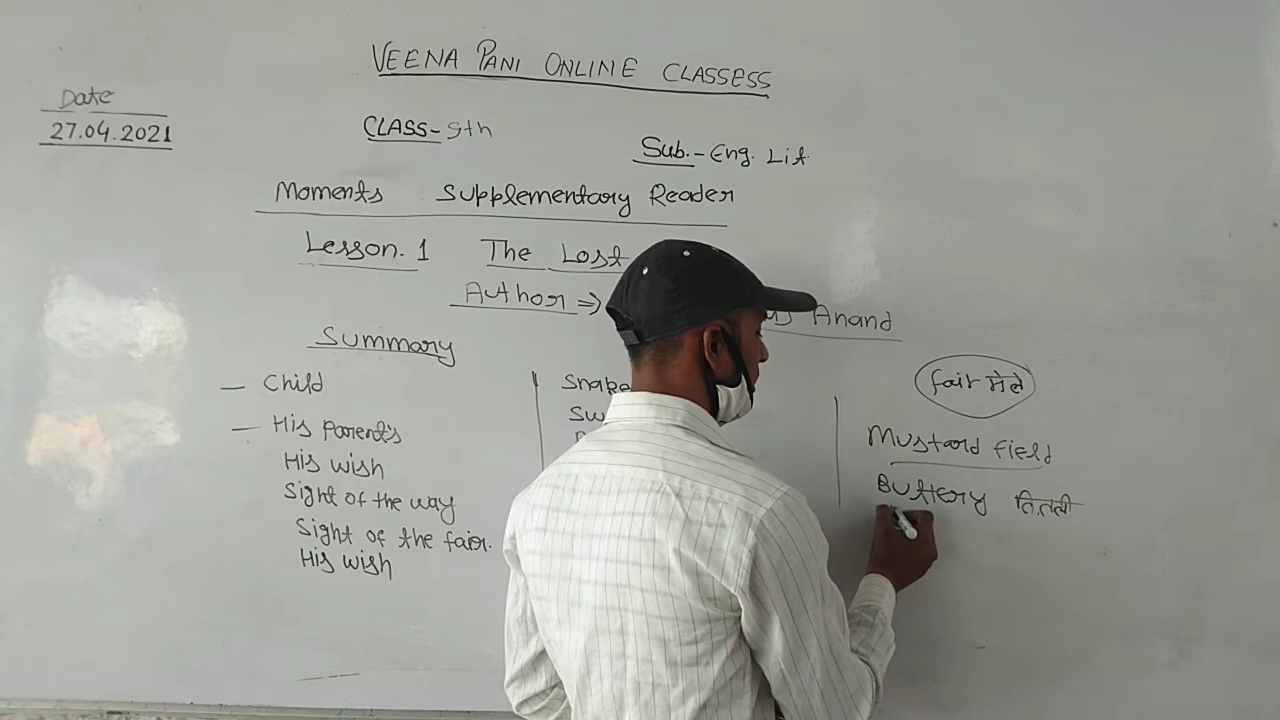 VEENA PANI ONLINE CLASSESS
Date
27.04.2021
CLASS-9th
Sub.-Eng. Lit.
Moments Supplementary Reader
Lesson.1 The Lost
Author ⇒ Anand
Summary
- Child
- His Parent's
His wish
Sight of the way
Sight of the fair.
His wish
Snake
Sw
fair मेले
Mustard field
Buttery तितली